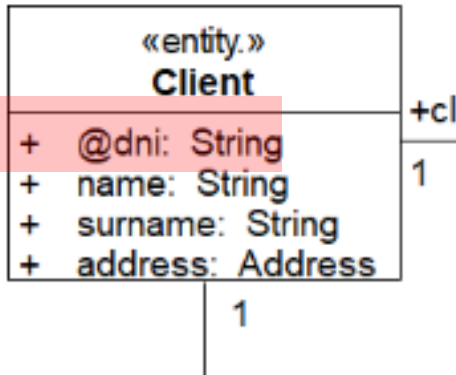 «entity.»
Client
+cl
+ @dni: String
1
+ name: String
+ surname: String
+ address: Address
1